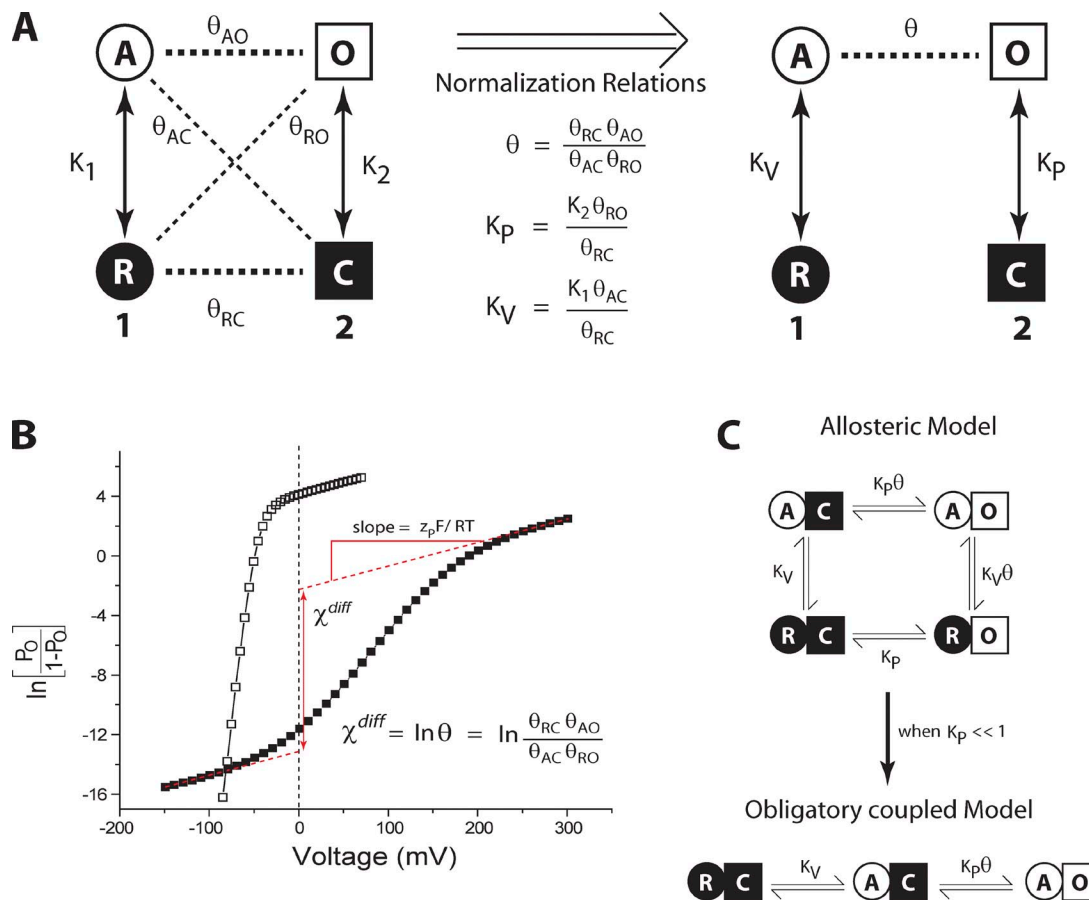 A
θAO
A
O
θAC
θRO
K1
K2
R
C
θRC
1
2
Normalization Relations
θ = θRC θAO / θAC θRO
KP = K2 θRO / θRC
KV = K1 θAC / θRC
θ
A
O
KV
KP
R
C
1
2
B
ln[PO / 1-PO]
4
0
-4
-8
-12
-16
slope = zPF/ RT
χdiff
χdiff = lnθ = ln θRC θAO / θAC θRO
-200
-100
0
100
200
300
Voltage (mV)
C
Allosteric Model
A C
KPθ
A O
KV
KVθ
R C
KP
R O
when KP << 1
Obligatory coupled Model
R C KV A C KPθ A O